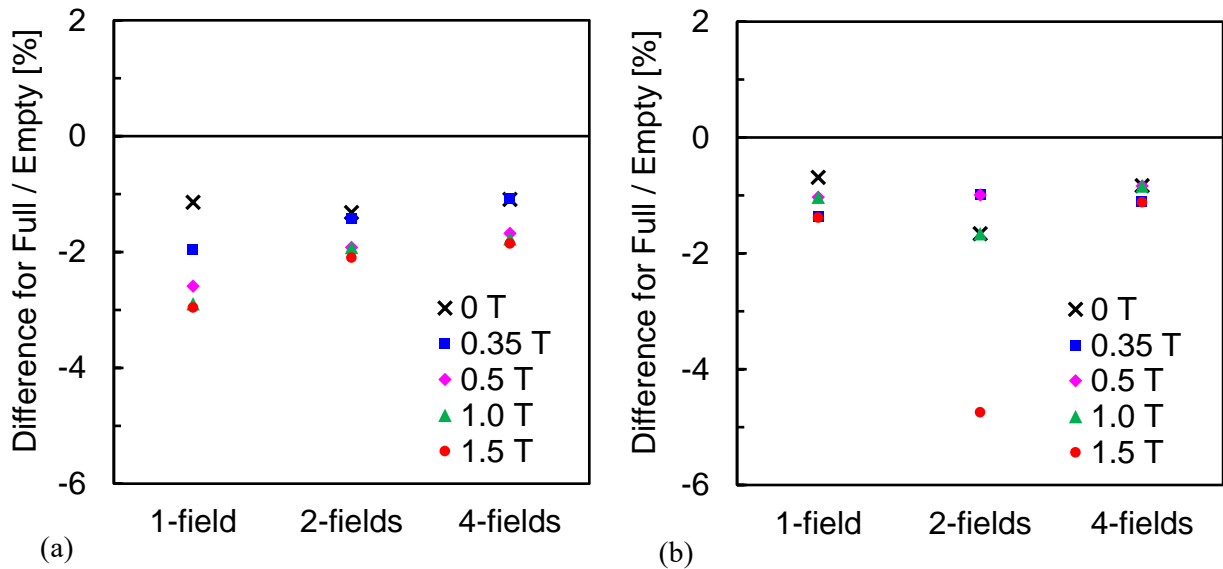 Difference for Full / Empty [%]
2
0
-2
-4
-6
0 T
0.35 T
0.5 T
1.0 T
1.5 T
1-field
2-fields
4-fields
(a)
Difference for Full / Empty [%]
2
0
-2
-4
-6
0 T
0.35 T
0.5 T
1.0 T
1.5 T
1-field
2-fields
4-fields
(b)